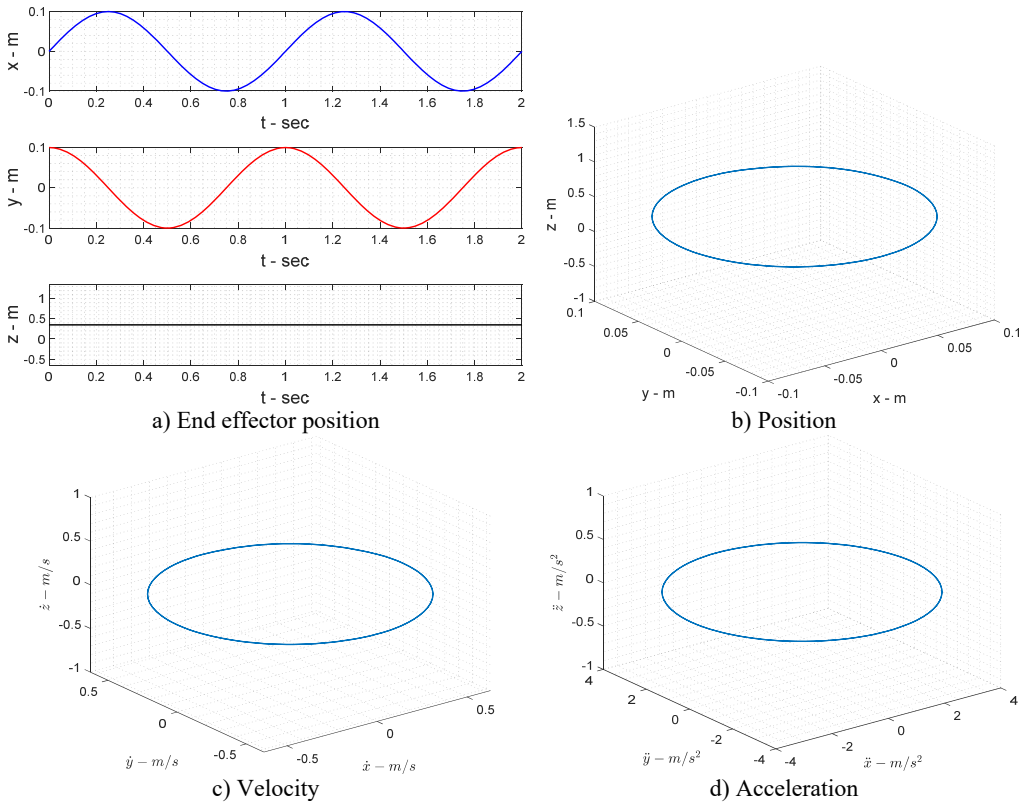 0.1
x - m
0
-0.1
0 0.2 0.4 0.6 0.8 1 1.2 1.4 1.6 1.8 2
t - sec
0.1
y - m
0
-0.1
0 0.2 0.4 0.6 0.8 1 1.2 1.4 1.6 1.8 2
t - sec
1
z - m
0.5
0
-0.5
0 0.2 0.4 0.6 0.8 1 1.2 1.4 1.6 1.8 2
t - sec
a) End effector position
1.5
1
0.5
z - m
0
-0.5
-1
0.1
0.05
0
-0.05
-0.1
y - m
-0.1
-0.05
0
0.05
0.1
x - m
b) Position
1
0.5
ż − m/s
0
-0.5
-1
0.5
0
-0.5
ẏ − m/s
-0.5
0
0.5
ẋ − m/s
c) Velocity
1
0.5
z̈ − m/s²
0
-0.5
-1
4
2
0
-2
-4
ÿ − m/s²
-4
-2
0
2
4
ẍ − m/s²
d) Acceleration